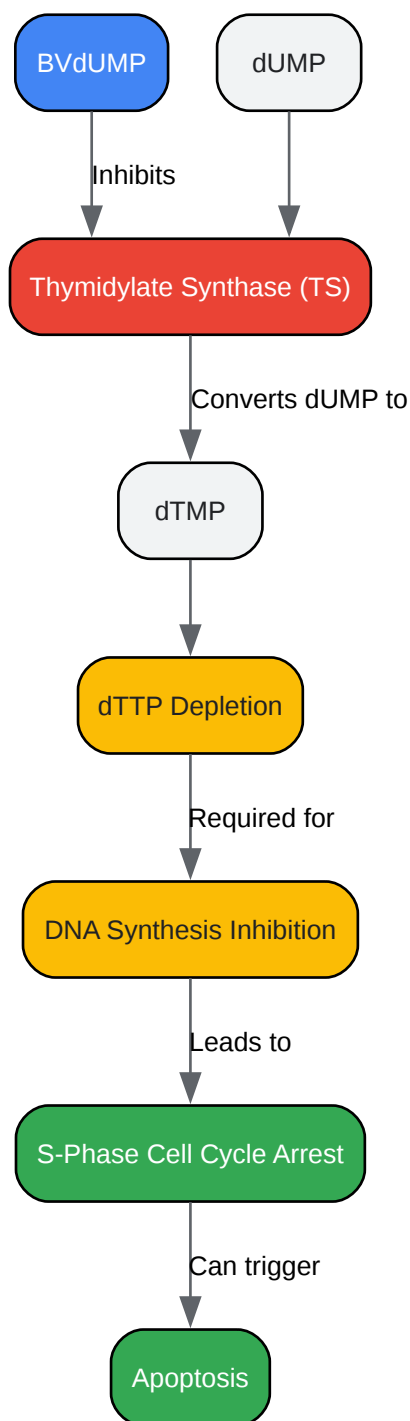 BVdUMP
dUMP
Inhibits
Thymidylate Synthase (TS)
Converts dUMP to
dTMP
dTTP Depletion
Required for
DNA Synthesis Inhibition
Leads to
S-Phase Cell Cycle Arrest
Can trigger
Apoptosis